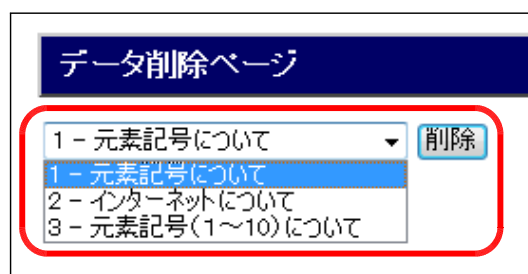 データ削除ページ
1 - 元素記号について 削除
1 - 元素記号について
2 - インターネットについて
3 - 元素記号(1～10)について